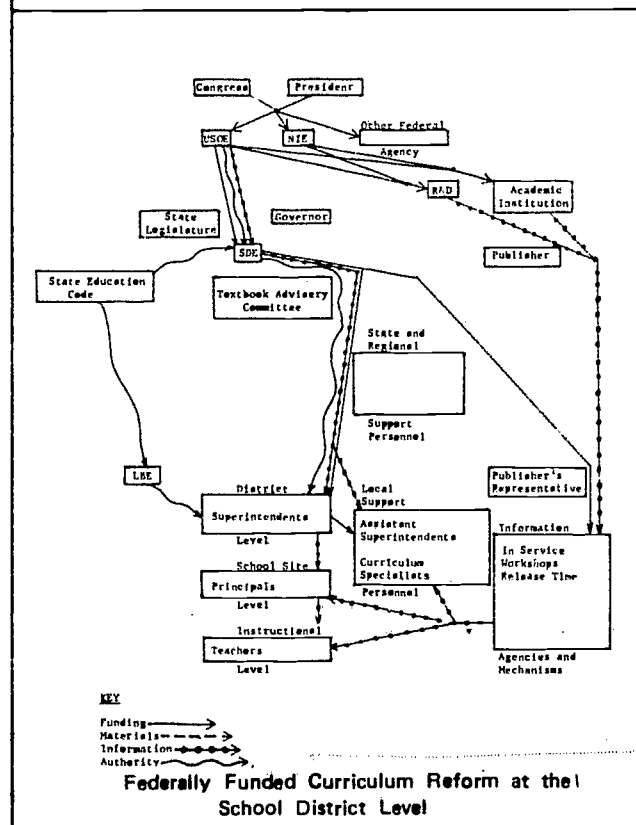 Congress
President
USOE
NIE
Other Federal
Agency
R&D
Academic
Institution
State
Legislature
Governor
SDE
Publisher
State Education
Code
Textbook Advisory
Committee
State and
Regional
Support
Personnel
LBE
District
Superintendents
Level
Local
Support
Assistant
Superintendents
Curriculum
Specialists
Personnel
Publisher's
Representative
Information
In Service
Workshops
Release Time
Agencies and
Mechanisms
School Site
Principals
Level
Instructional
Teachers
Level
KEY
Funding
Materials
Information
Authority
Federally Funded Curriculum Reform at the
School District Level